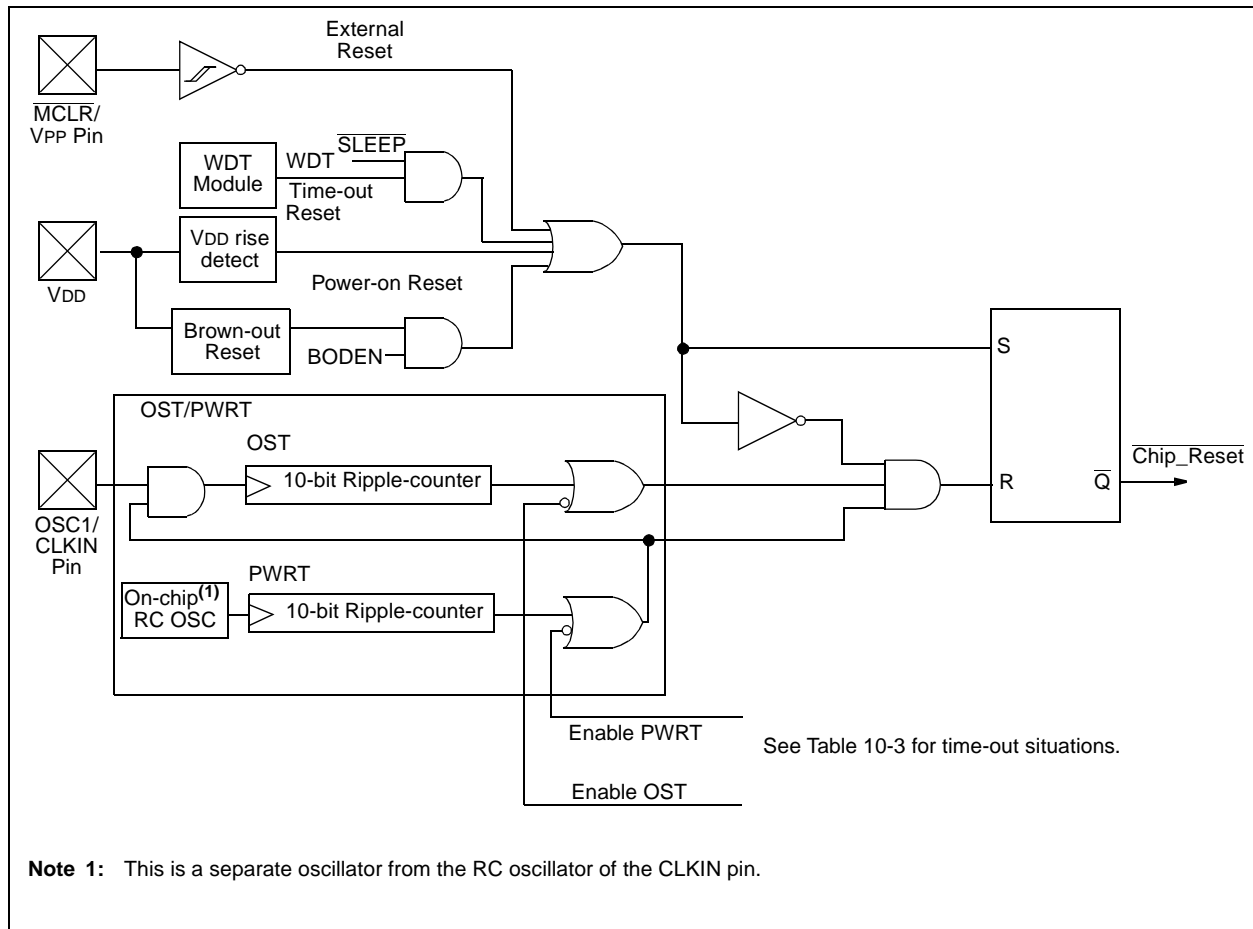 External
Reset
MCLR/
VPP Pin
SLEEP
WDT
Module
WDT
Time-out
Reset
VDD rise
detect
VDD
Power-on Reset
Brown-out
Reset
BODEN
S
OST/PWRT
OST
10-bit Ripple-counter
Chip_Reset
R
Q
OSC1/
CLKIN
Pin
PWRT
On-chip(1)
RC OSC
10-bit Ripple-counter
Enable PWRT
See Table 10-3 for time-out situations.
Enable OST
Note 1: This is a separate oscillator from the RC oscillator of the CLKIN pin.